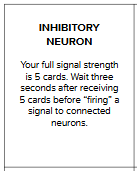 INHIBITORY
NEURON
Your full signal strength
is 5 cards. Wait three
seconds after receiving
5 cards before “firing” a
signal to connected
neurons.